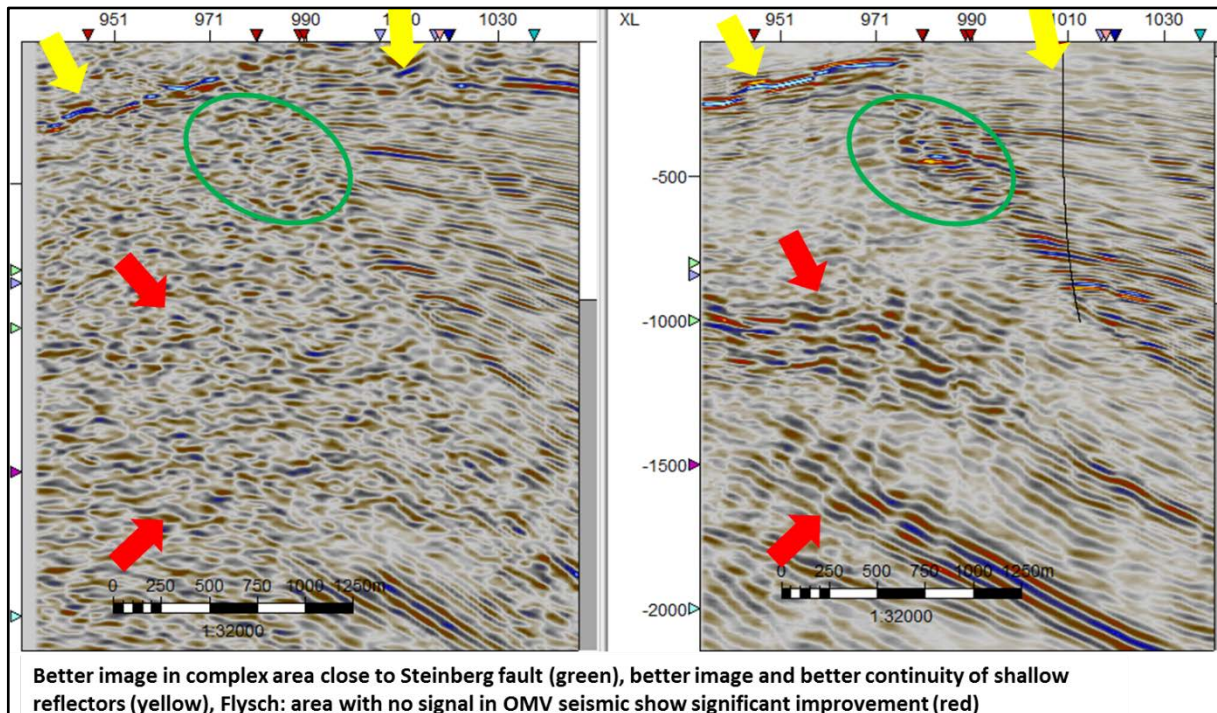 951 971 990 1010 1030
XL 951 971 990 1010 1030
-500
-1000
-1500
-2000
0 250 500 750 1000 1250m
1:32000
0 250 500 750 1000 1250m
1:32000
Better image in complex area close to Steinberg fault (green), better image and better continuity of shallow
reflectors (yellow), Flysch: area with no signal in OMV seismic show significant improvement (red)